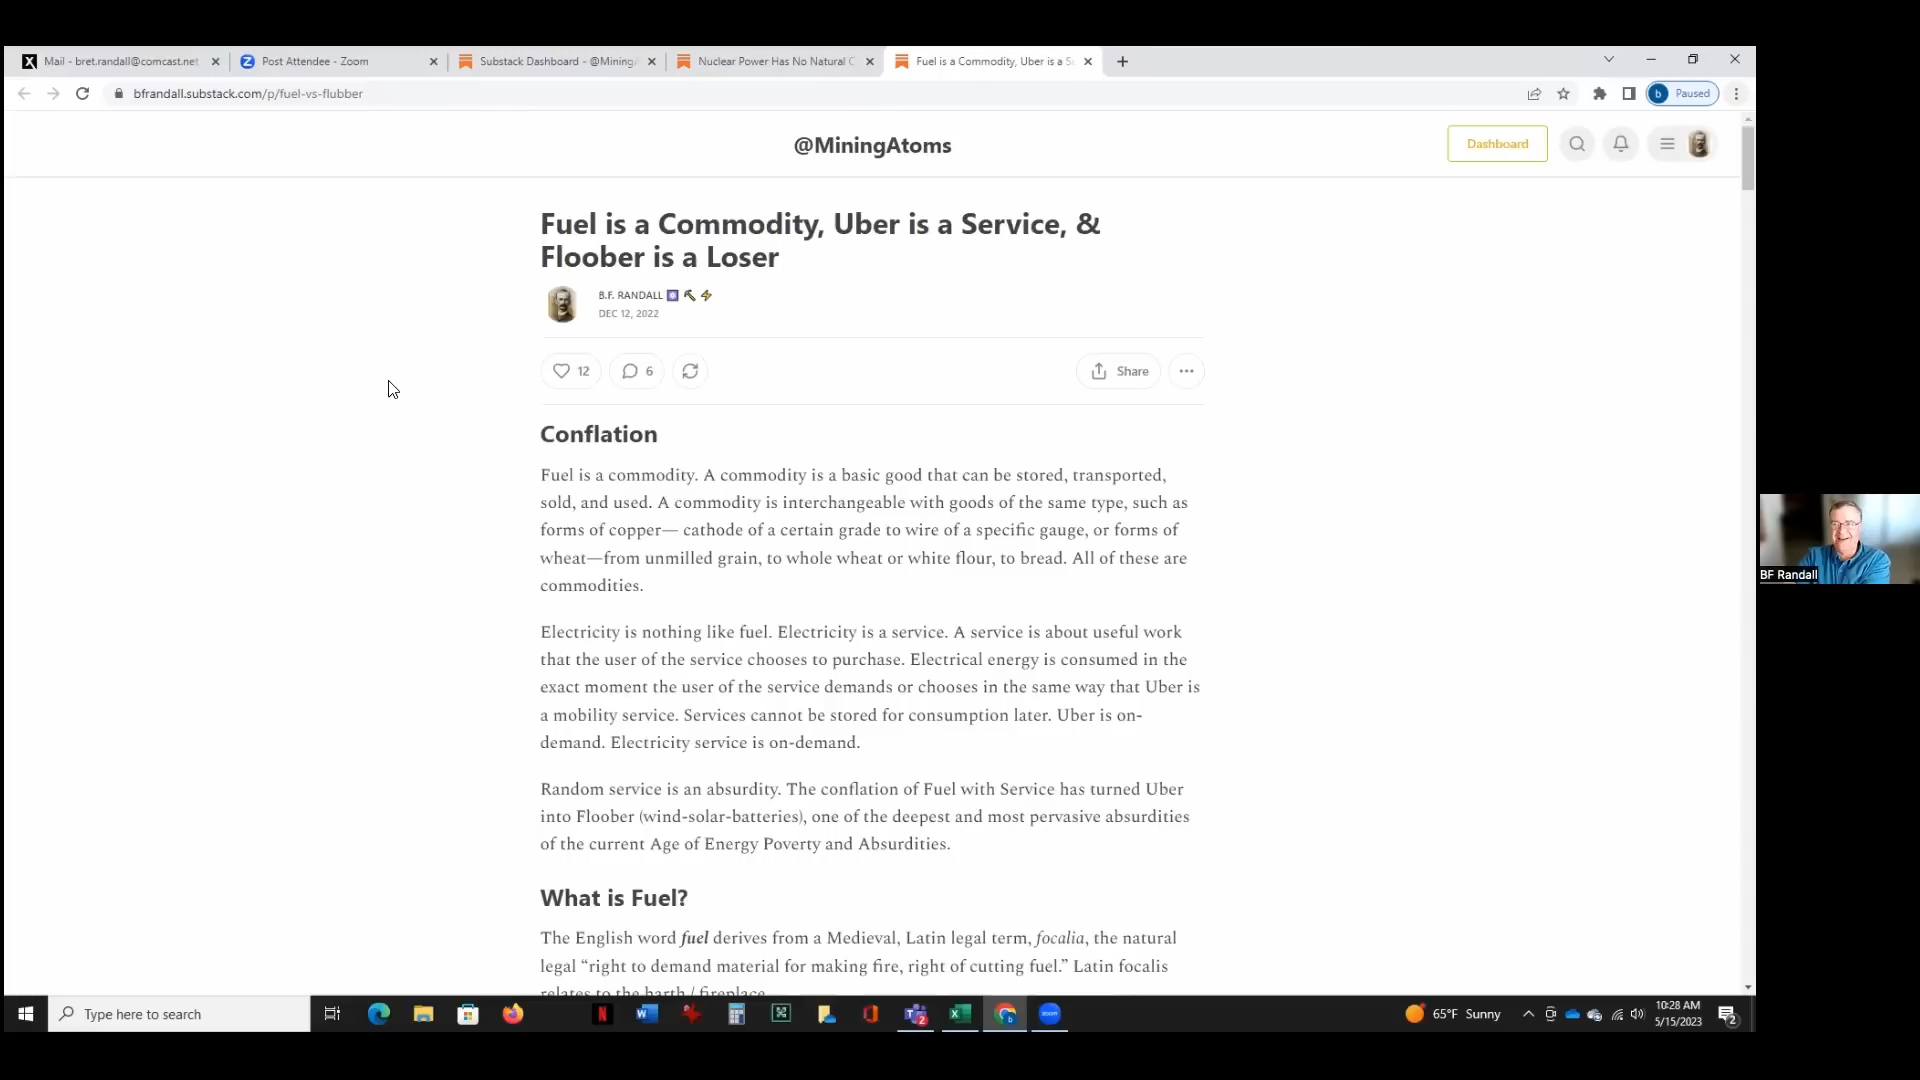 Mail - bret.randall@comcast.net
Post Attendee - Zoom
Substack Dashboard - @Mining
Nuclear Power Has No Natural C
Fuel is a Commodity, Uber is a S
bfrandall.substack.com/p/fuel-vs-flubber
b
Paused
@MiningAtoms
Dashboard
Fuel is a Commodity, Uber is a Service, &
Floober is a Loser
B.F. RANDALL
DEC 12, 2022
12
6
Share
Conflation
Fuel is a commodity. A commodity is a basic good that can be stored, transported,
sold, and used. A commodity is interchangeable with goods of the same type, such as
forms of copper— cathode of a certain grade to wire of a specific gauge, or forms of
wheat—from unmilled grain, to whole wheat or white flour, to bread. All of these are
commodities.
Electricity is nothing like fuel. Electricity is a service. A service is about useful work
that the user of the service chooses to purchase. Electrical energy is consumed in the
exact moment the user of the service demands or chooses in the same way that Uber is
a mobility service. Services cannot be stored for consumption later. Uber is on-
demand. Electricity service is on-demand.
Random service is an absurdity. The conflation of Fuel with Service has turned Uber
into Floober (wind-solar-batteries), one of the deepest and most pervasive absurdities
of the current Age of Energy Poverty and Absurdities.
What is Fuel?
The English word fuel derives from a Medieval, Latin legal term, focalia, the natural
legal “right to demand material for making fire, right of cutting fuel.” Latin focalis
relates to the harth / fireplace
BF Randall
Type here to search
65°F Sunny
10:28 AM
5/15/2023
2